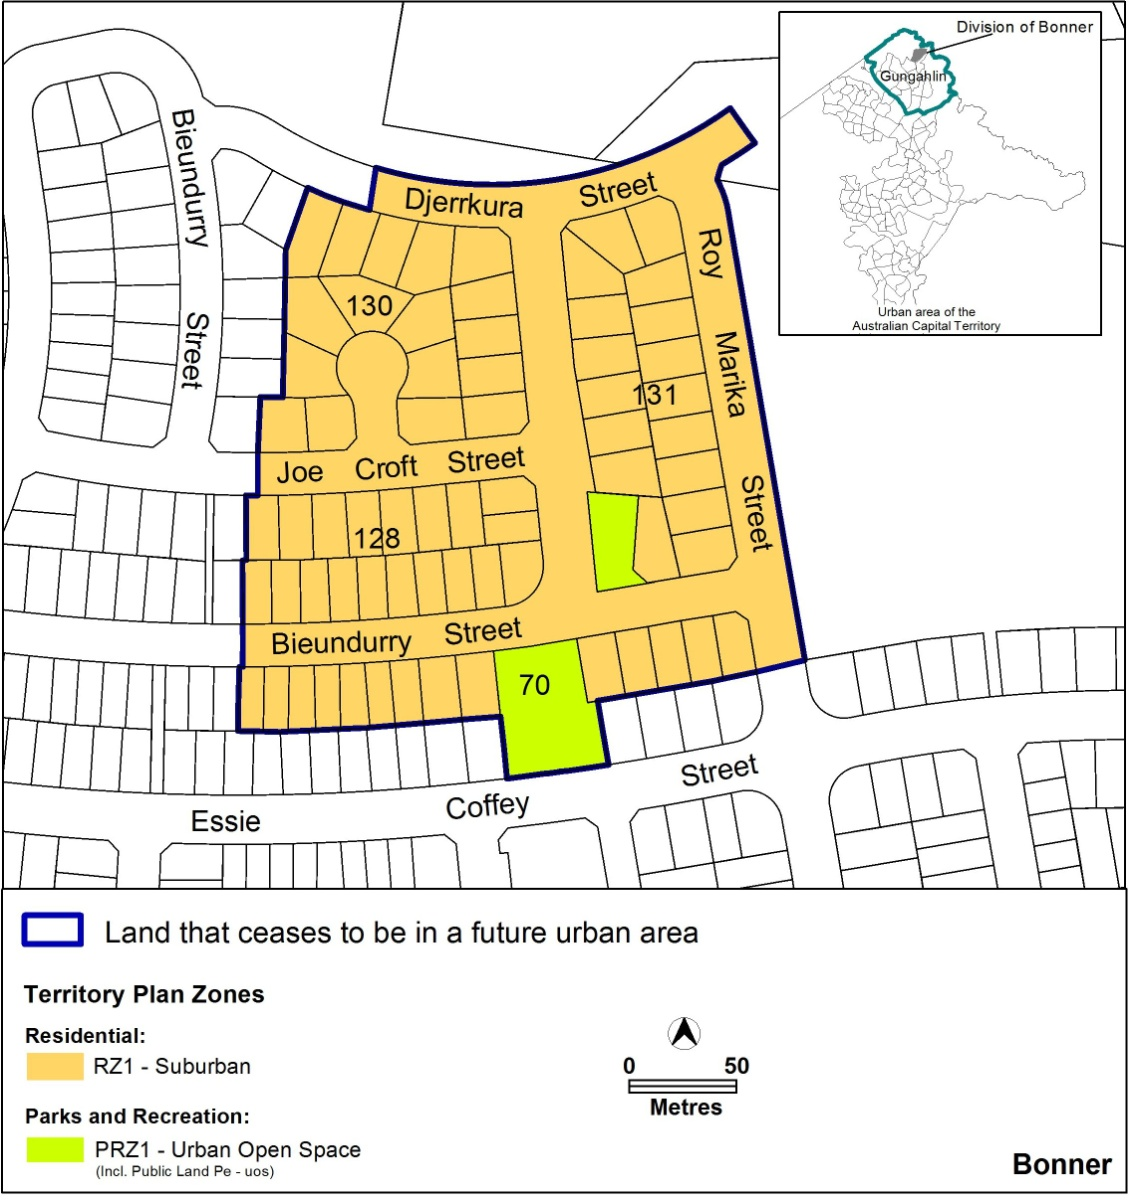 Division of Bonner
Gungahlin
Urban area of the
Australian Capital Territory
Bieundurry Street
Djerrkura Street
Roy Marika Street
130
131
Joe Croft Street
128
Bieundurry Street
70
Essie Coffey Street
Land that ceases to be in a future urban area
Territory Plan Zones
Residential:
RZ1 - Suburban
Parks and Recreation:
PRZ1 - Urban Open Space
(Incl. Public Land Pe - uos)
0 50
Metres
Bonner